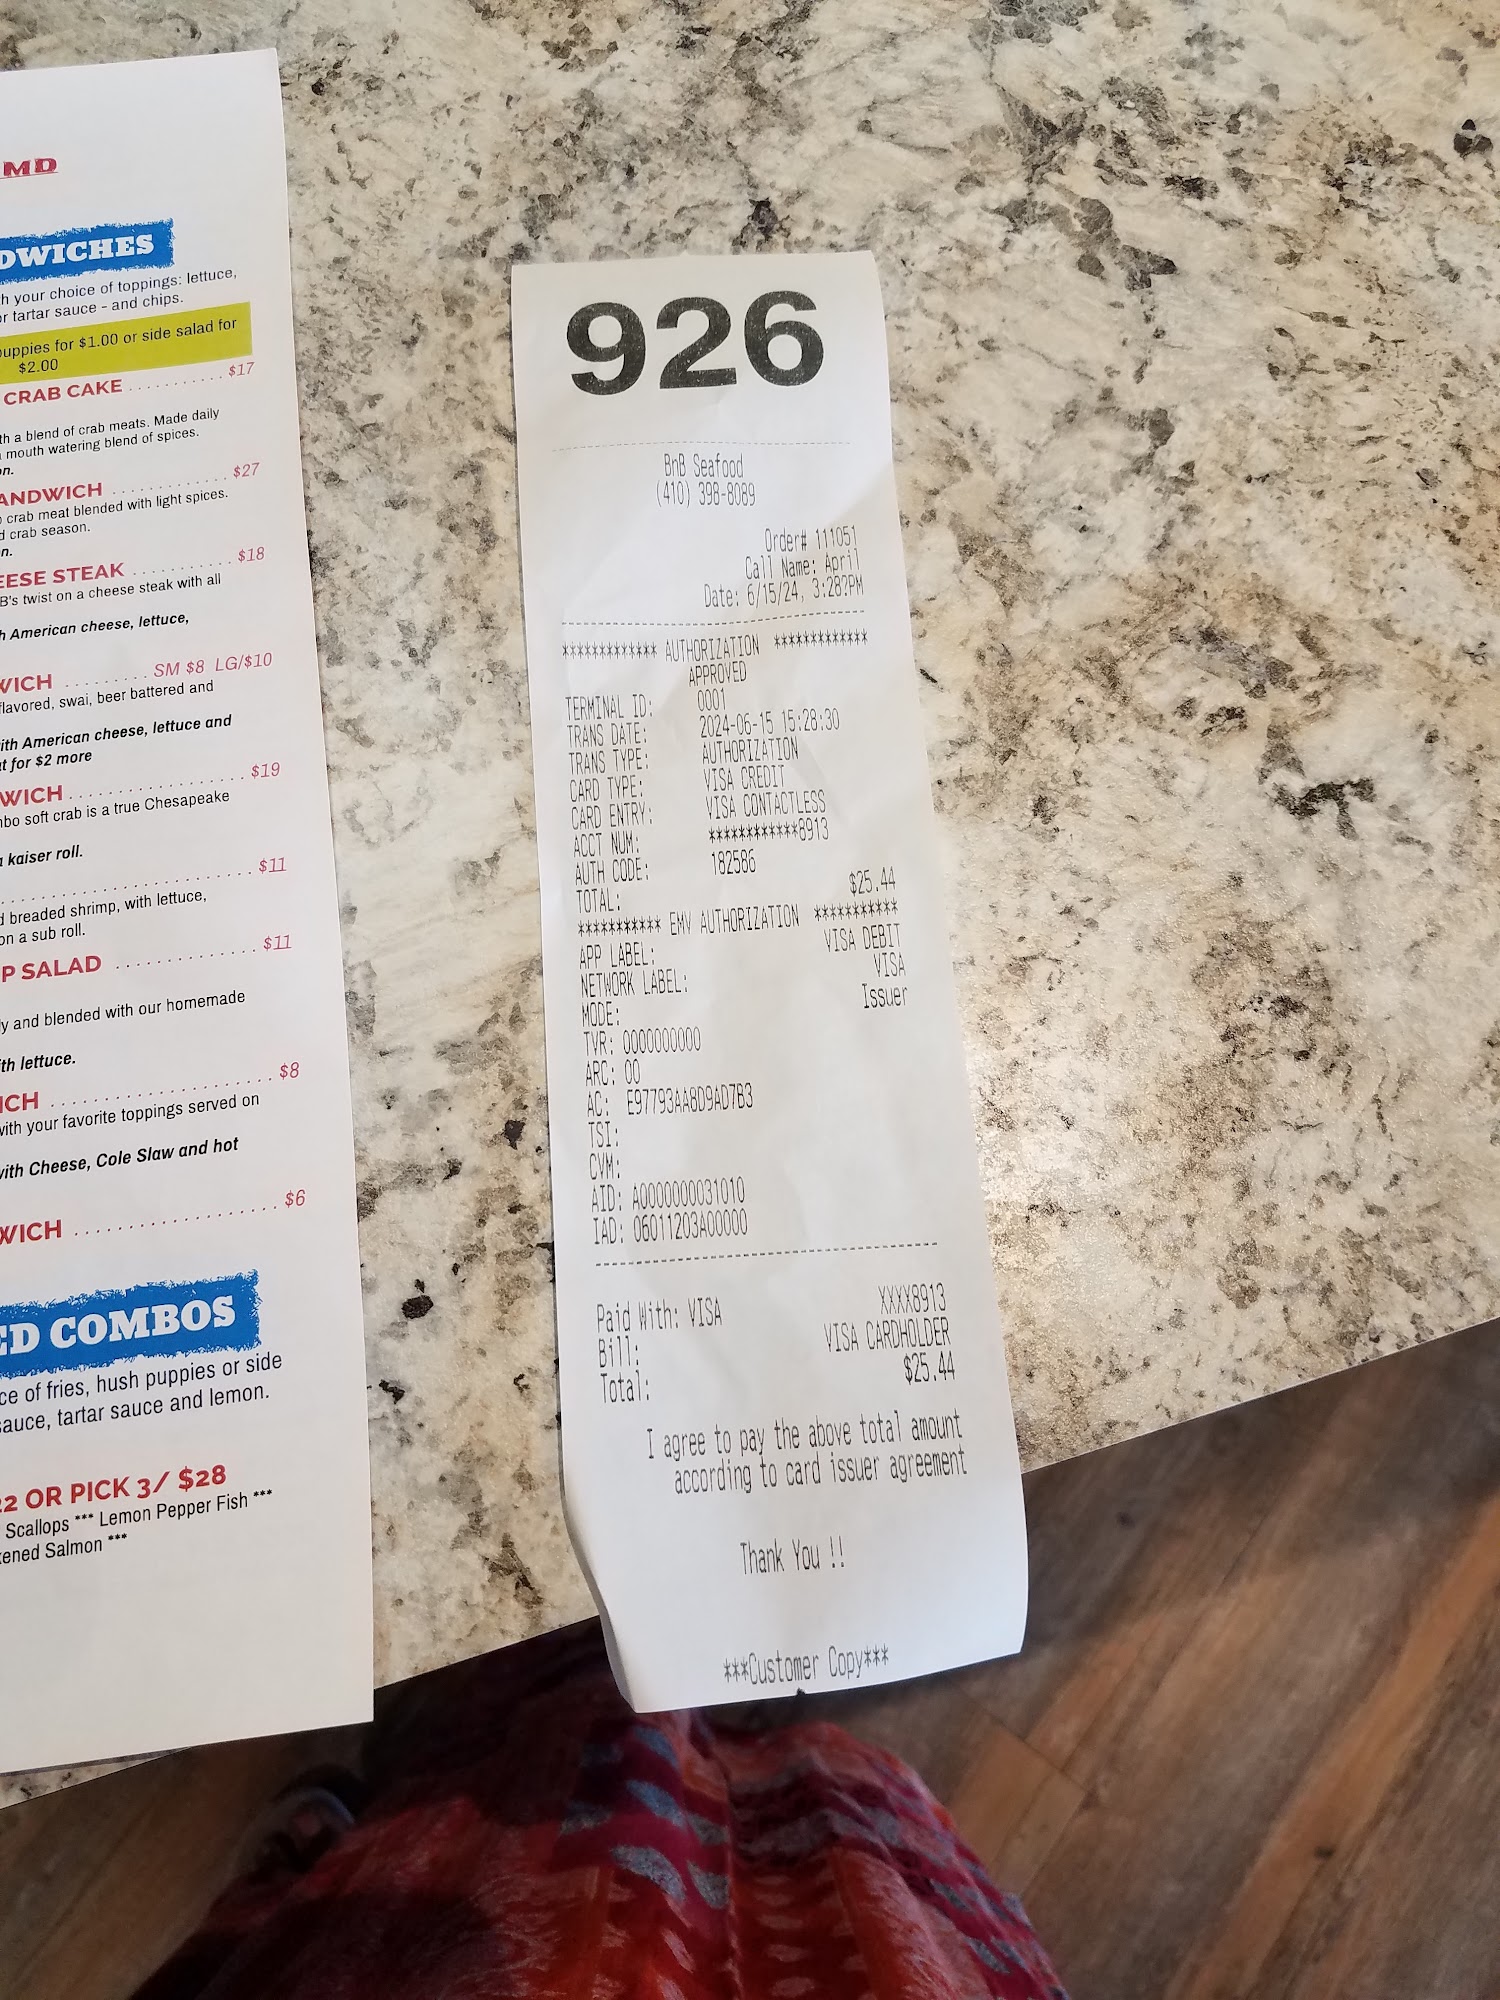 MD
DWICHES
h your choice of toppings: lettuce,
r tartar sauce - and chips.
uppies for $1.00 or side salad for
$2.00
CRAB CAKE ........... $17
th a blend of crab meats. Made daily
mouth watering blend of spices.
on.
ANDWICH ............. $27
crab meat blended with light spices.
d crab season.
n.
EESE STEAK ............ $18
B's twist on a cheese steak with all
h American cheese, lettuce,
WICH ......... SM $8 LG/$10
flavored, swai, beer battered and
ith American cheese, lettuce and
t for $2 more
WICH ................... $19
mbo soft crab is a true Chesapeake
a kaiser roll.
........................ $11
d breaded shrimp, with lettuce,
on a sub roll.
P SALAD ............... $11
y and blended with our homemade
ith lettuce.
ICH ........................ $8
with your favorite toppings served on
with Cheese, Cole Slaw and hot
WICH ...................... $6
ED COMBOS
ce of fries, hush puppies or side
sauce, tartar sauce and lemon.
22 OR PICK 3/ $28
Scallops *** Lemon Pepper Fish ***
kened Salmon ***
926
BnB Seafood
(410) 398-8089
Order# 111051
Call Name: April
Date: 6/15/24, 3:28?PM
************* AUTHORIZATION *************
APPROVED
TERMINAL ID: 0001
TRANS DATE: 2024-06-15 15:28:30
TRANS TYPE: AUTHORIZATION
CARD TYPE: VISA CREDIT
CARD ENTRY: VISA CONTACTLESS
ACCT NUM: ************8913
AUTH CODE: 182586
TOTAL: $25.44
*********** EMV AUTHORIZATION ***********
APP LABEL: VISA DEBIT
NETWORK LABEL: VISA
MODE: Issuer
TVR: 0000000000
ARC: 00
AC: E97793AA8D9AD7B3
TSI:
CVM:
AID: A0000000031010
IAD: 06011203A00000
Paid With: VISA XXXX8913
Bill: VISA CARDHOLDER
Total: $25.44
I agree to pay the above total amount
according to card issuer agreement
Thank You !!
***Customer Copy***